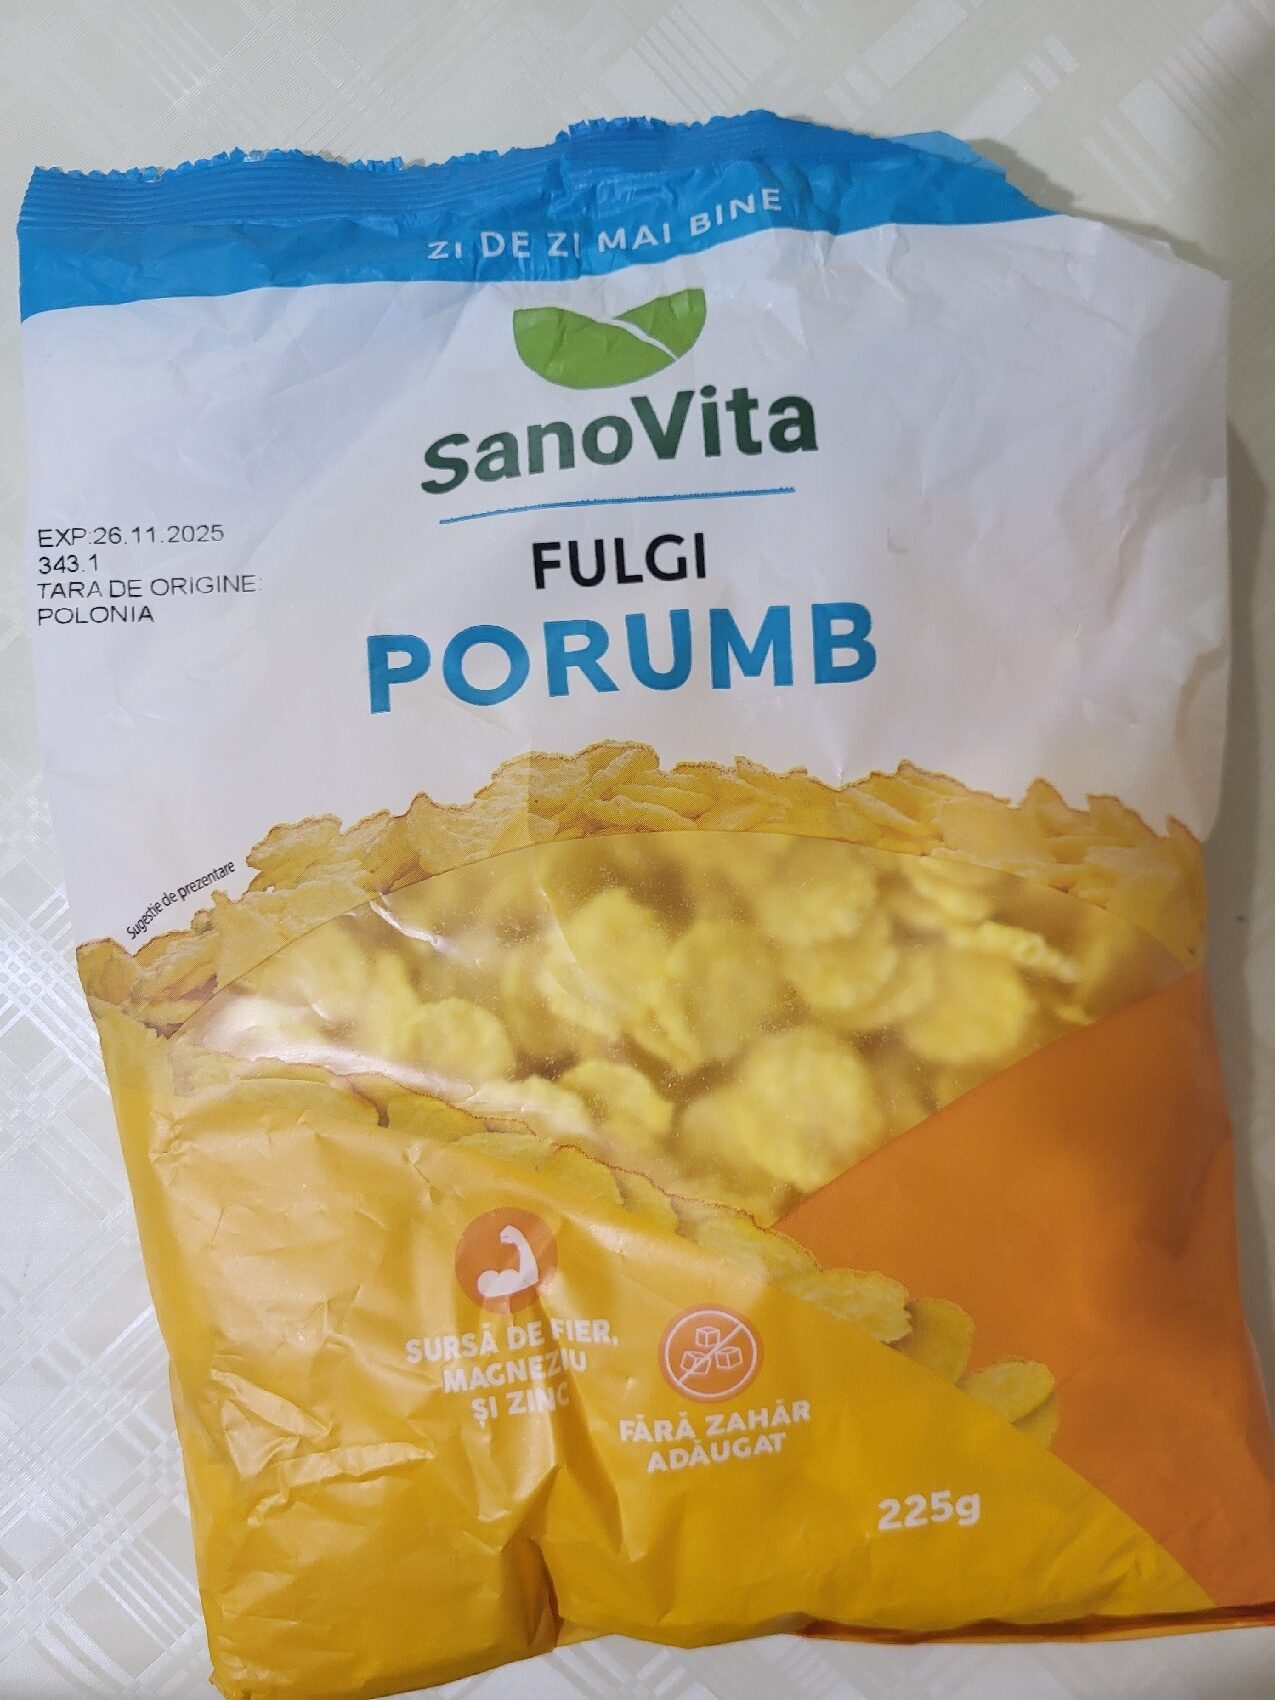 ZI DE ZI MAI BINE
SanoVita
FULGI
PORUMB
EXP:26.11.2025
343.1
TARA DE ORIGINE:
POLONIA
Sugestie de prezentare
SURSĂ DE FIER,
MAGNEZIU
ȘI ZINC
FĂRĂ ZAHĂR
ADĂUGAT
225g